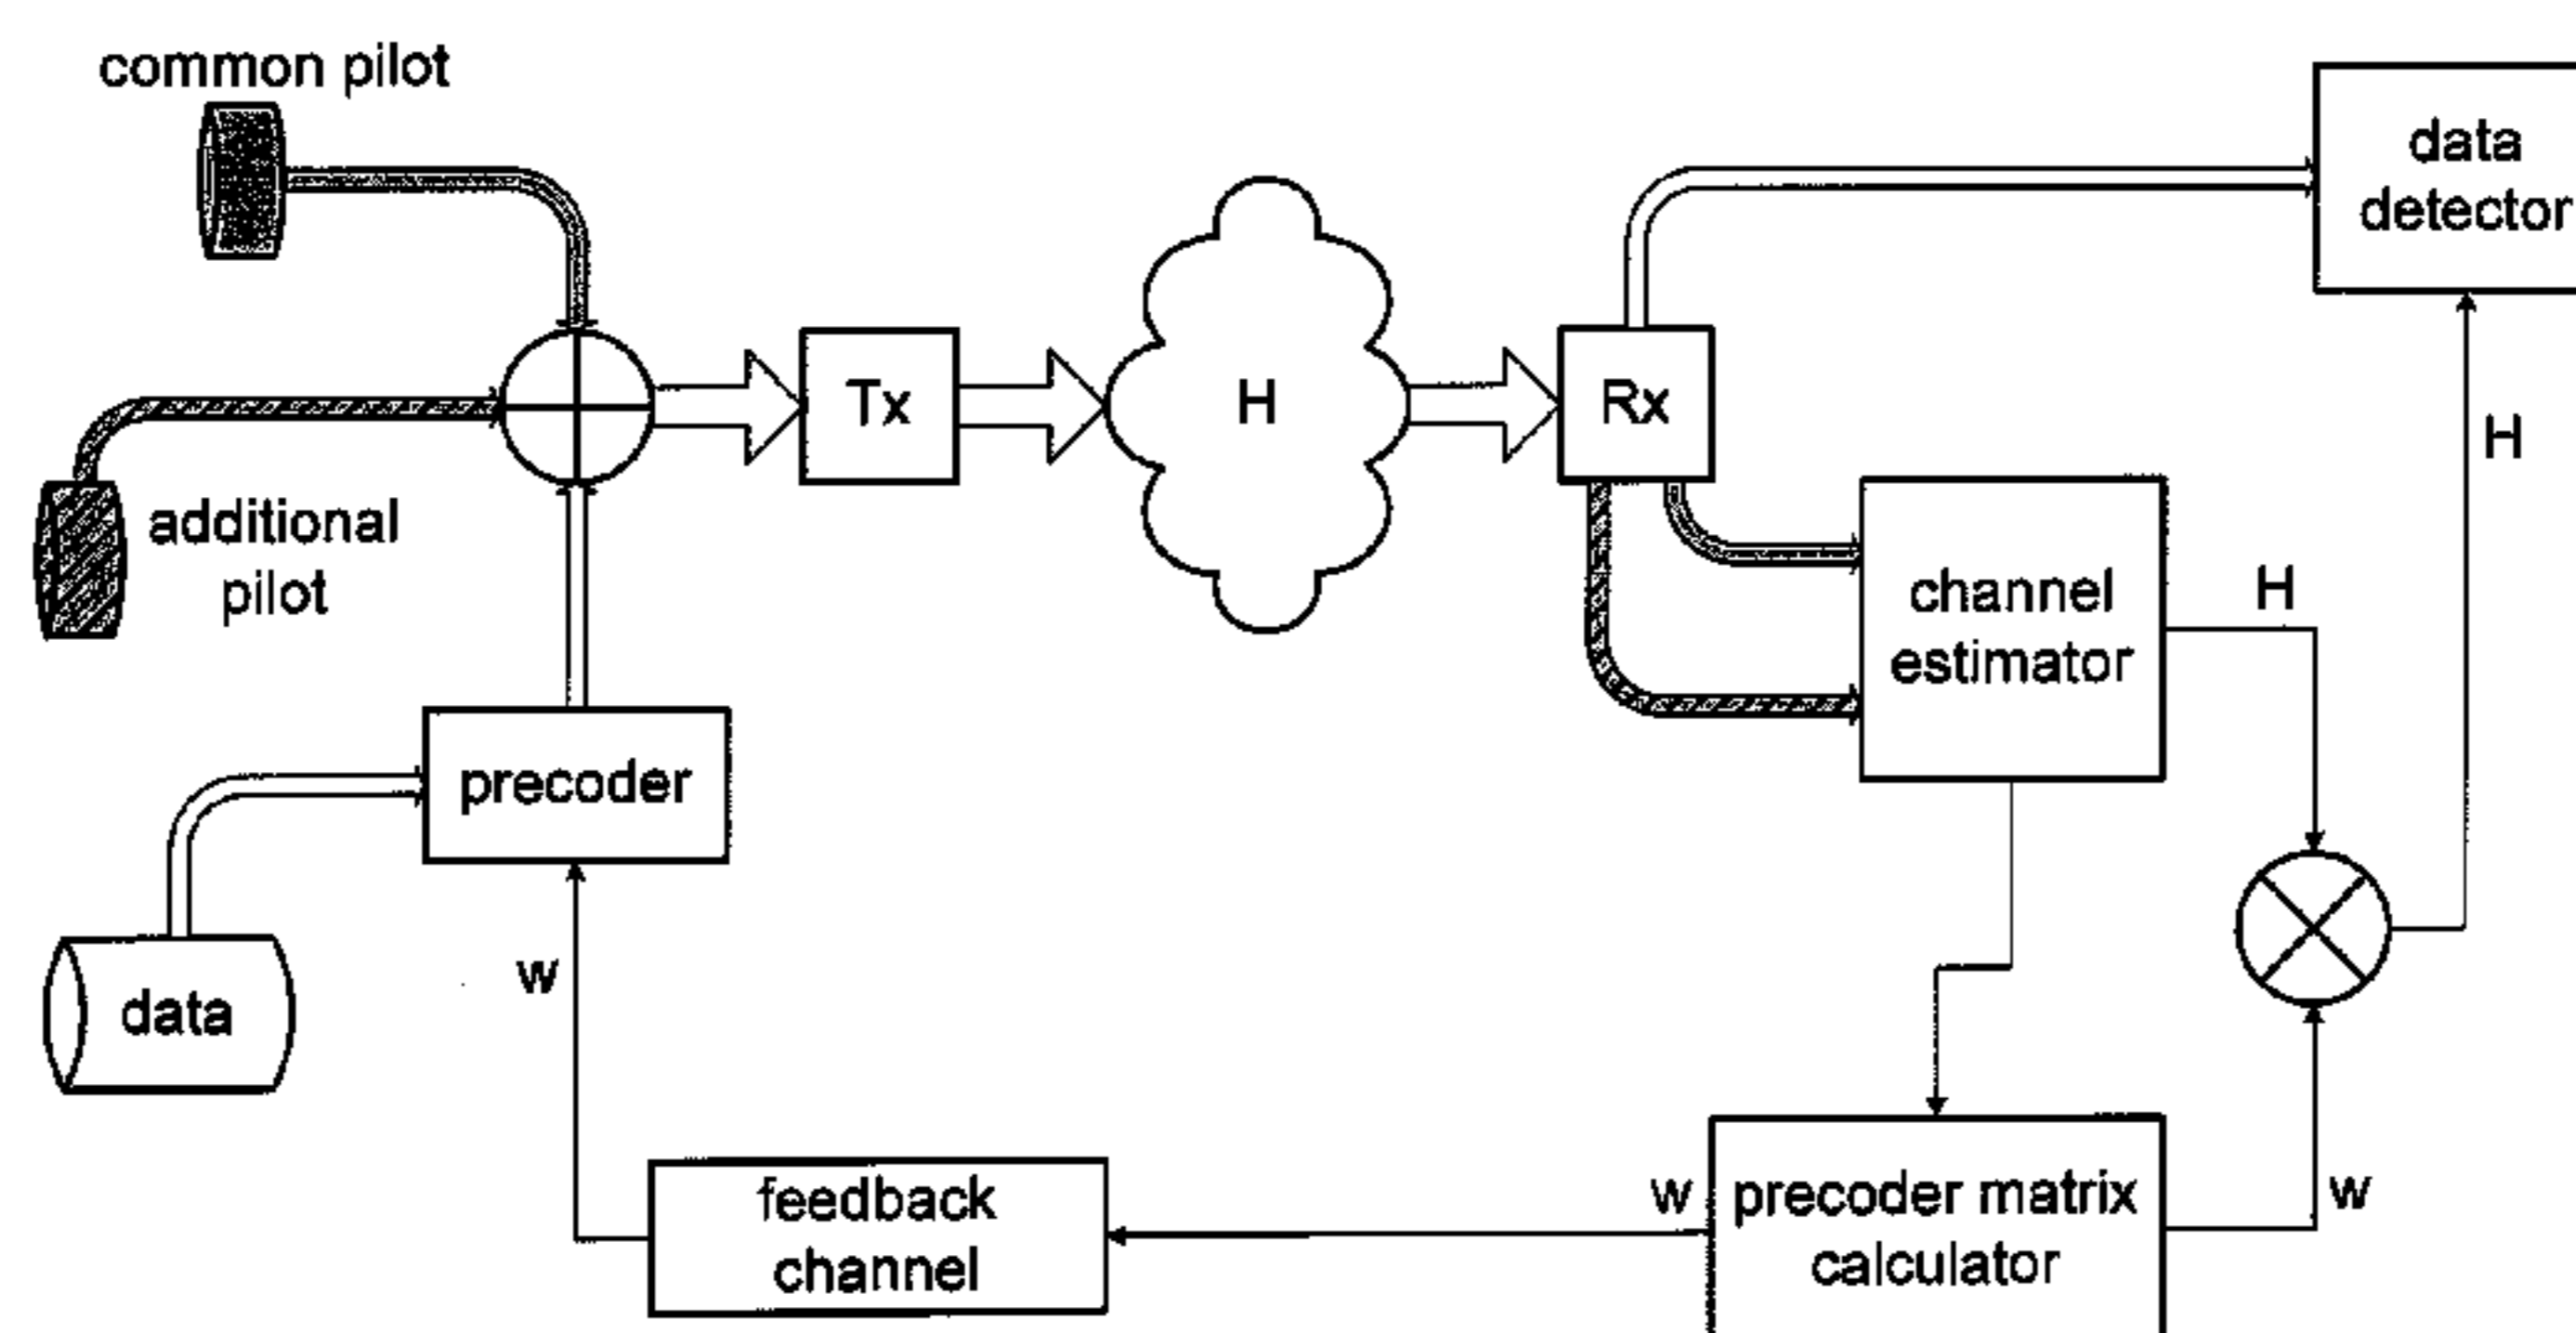 common pilot
data
detector
Tx
H
Rx
H
additional
pilot
channel
estimator
H
precoder
data
w
feedback
channel
w
precoder matrix
calculator
w